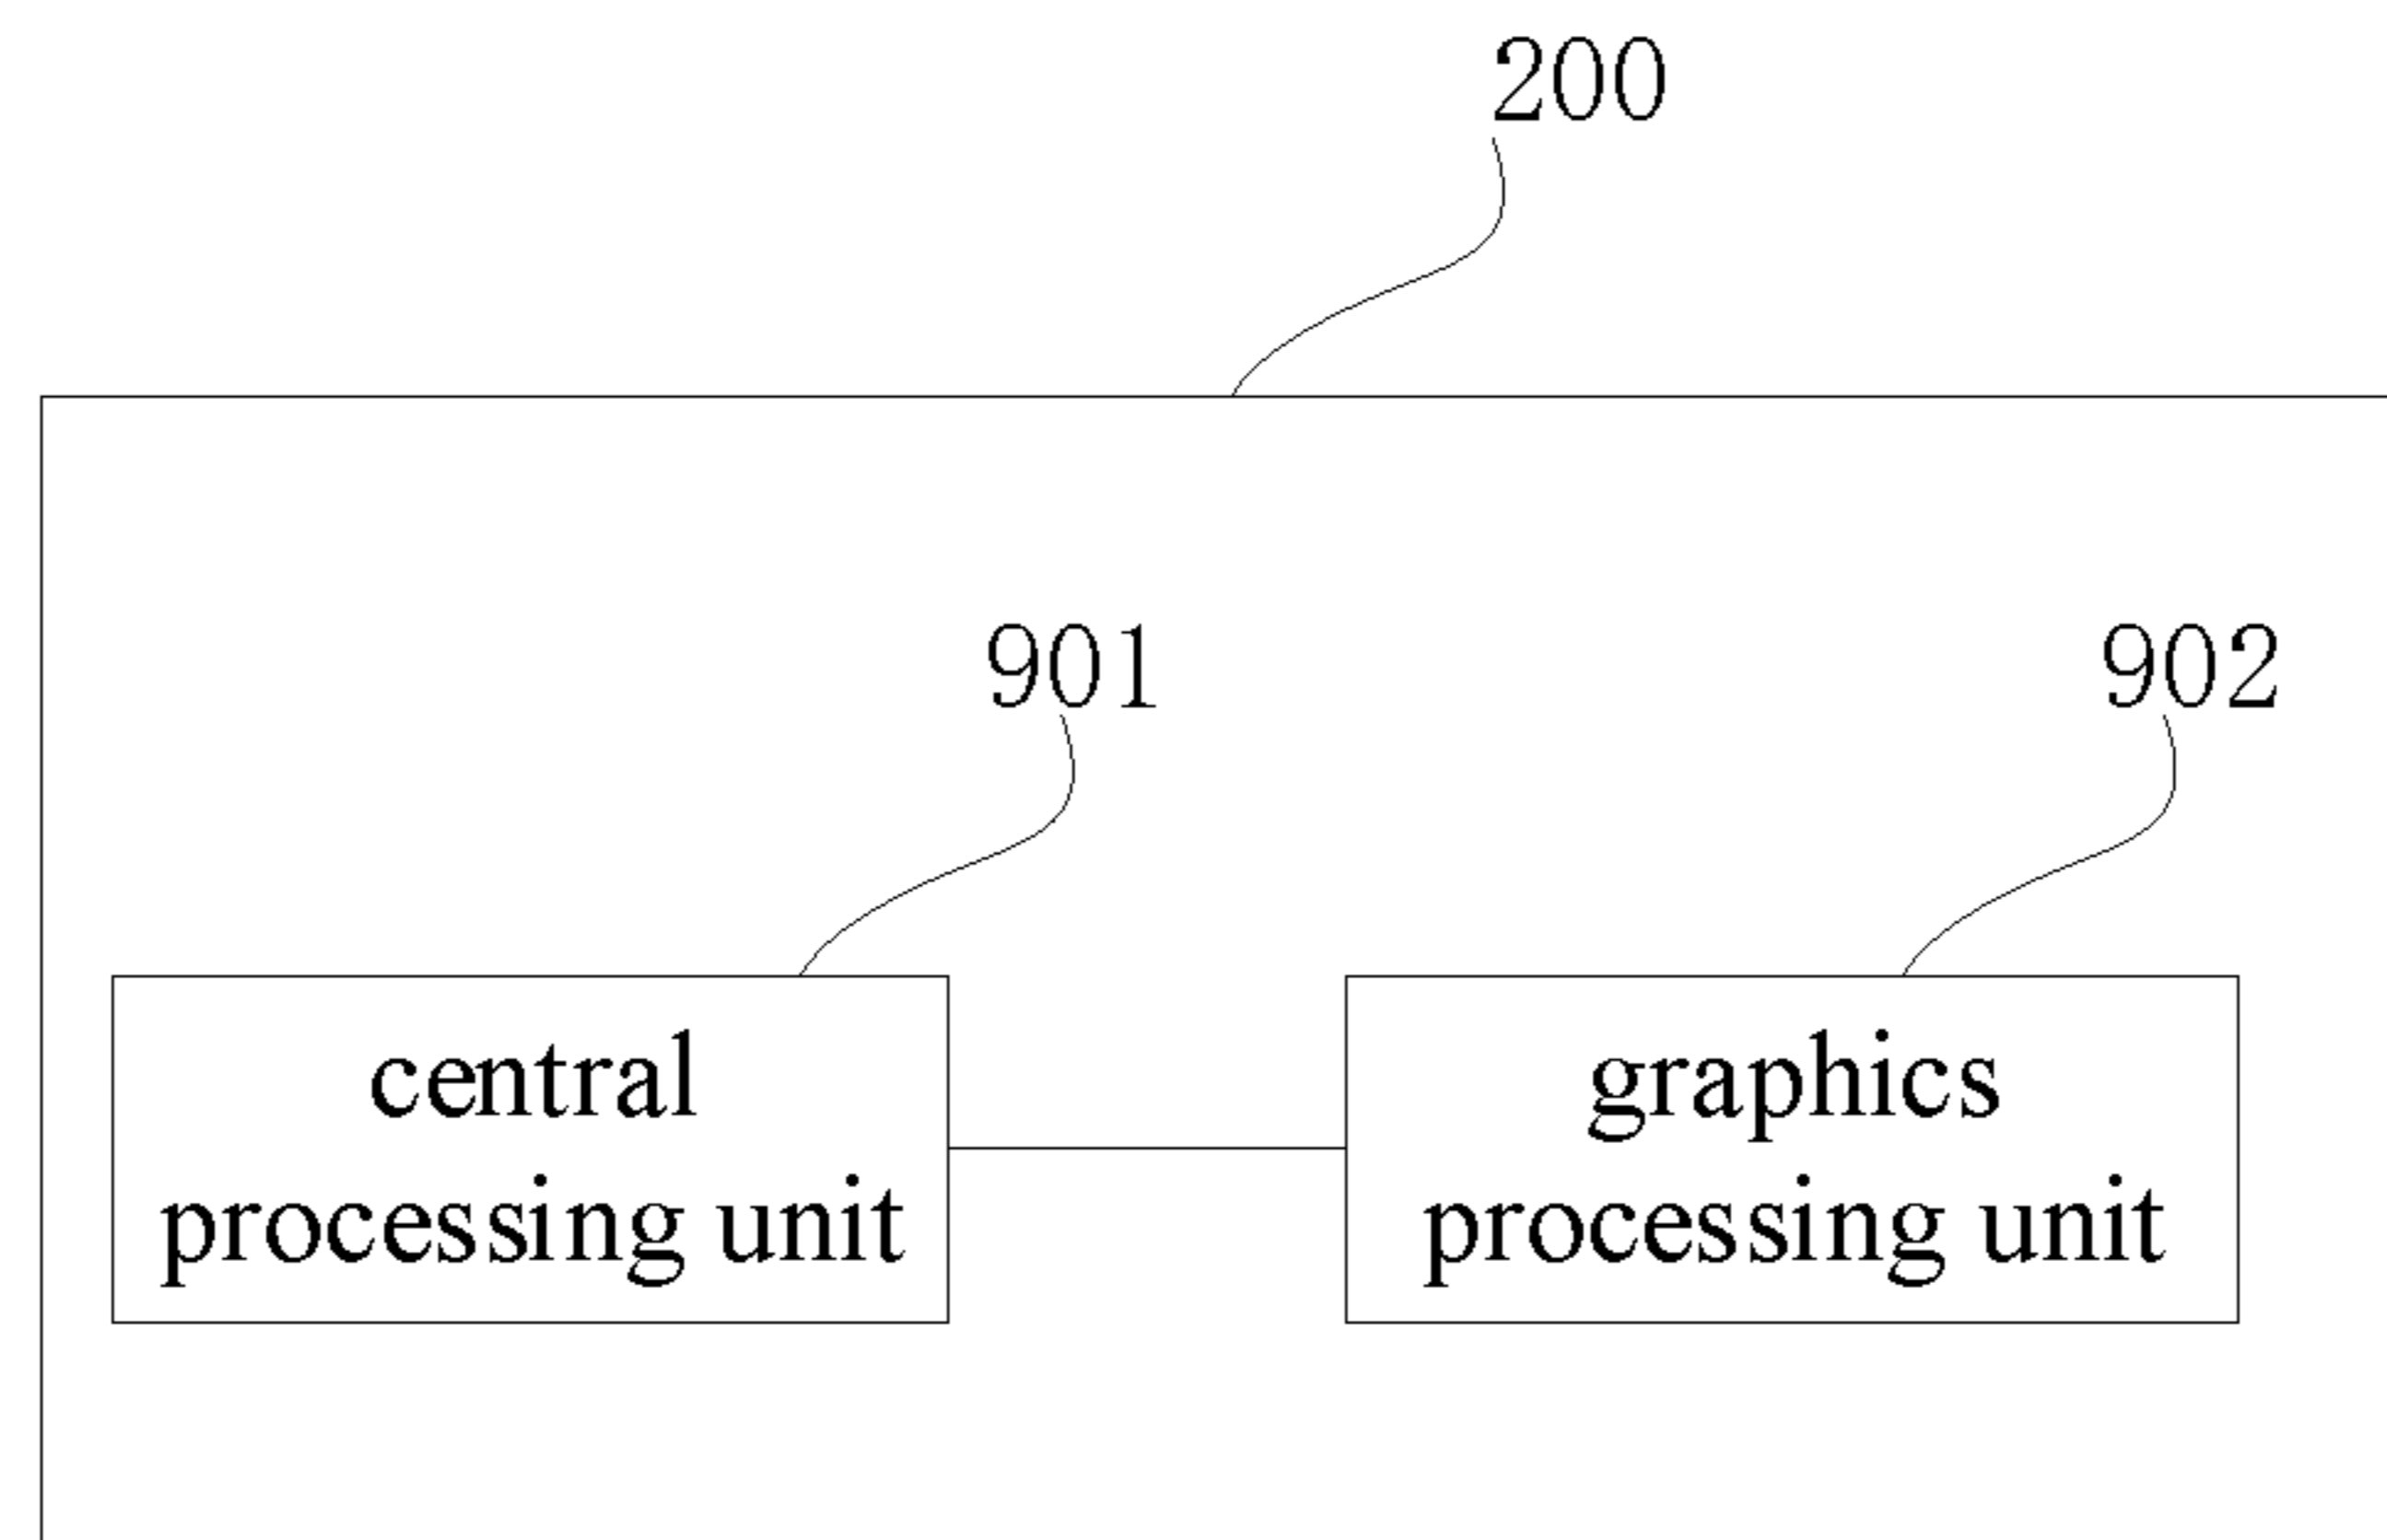 200
901
902
central
processing unit
graphics
processing unit